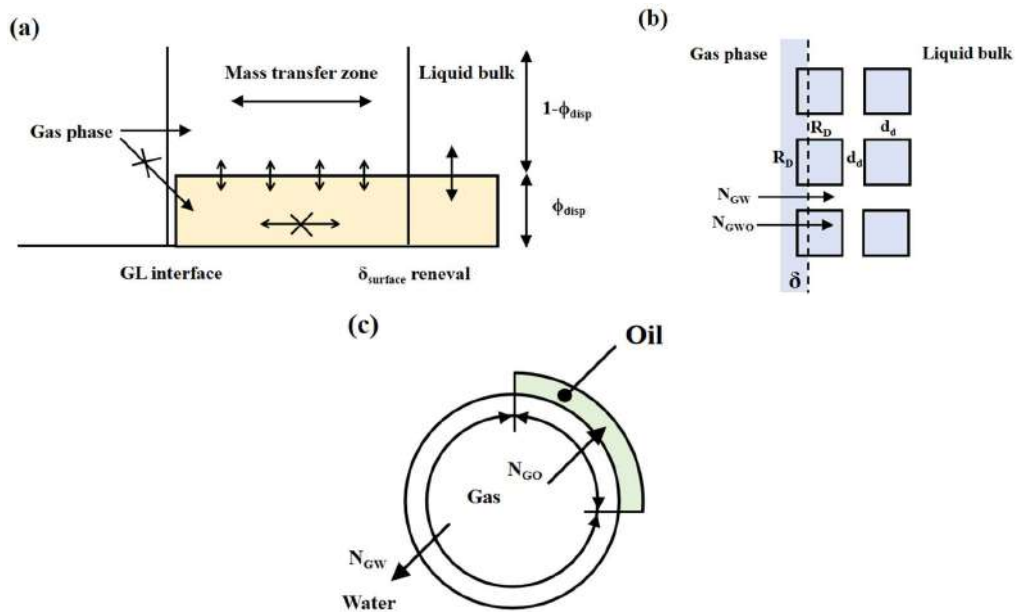 (a)
Mass transfer zone
Liquid bulk
Gas phase
1-ϕdisp
ϕdisp
GL interface
δsurface reneval
(b)
Gas phase
Liquid bulk
RD
dd
RD
dd
NGW
NGWO
δ
(c)
Oil
NGO
Gas
NGW
Water